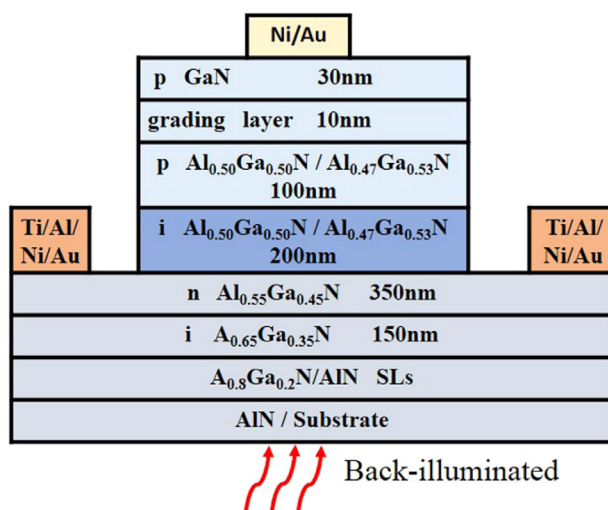 Ni/Au
p GaN 30nm
grading layer 10nm
p Al₀.₅₀Ga₀.₅₀N / Al₀.₄₇Ga₀.₅₃N
100nm
Ti/Al/
Ni/Au
i Al₀.₅₀Ga₀.₅₀N / Al₀.₄₇Ga₀.₅₃N
200nm
Ti/Al/
Ni/Au
n Al₀.₅₅Ga₀.₄₅N 350nm
i A₀.₆₅Ga₀.₃₅N 150nm
A₀.₈Ga₀.₂N/AlN SLs
AlN / Substrate
Back-illuminated